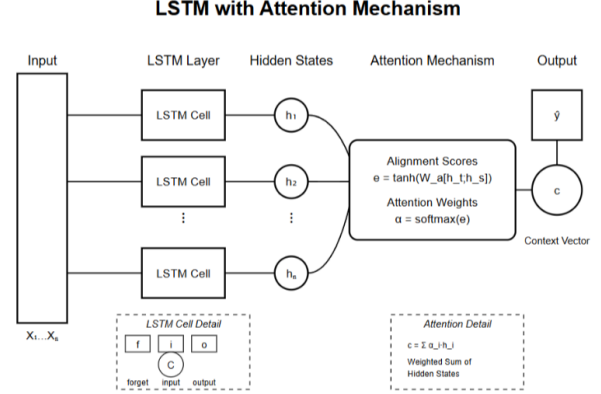 LSTM with Attention Mechanism
Input
LSTM Layer
Hidden States
Attention Mechanism
Output
LSTM Cell
h₁
ŷ
LSTM Cell
h₂
Alignment Scores
e = tanh(W_a[h_t;h_s])
Attention Weights
α = softmax(e)
c
⋮
⋮
Context Vector
LSTM Cell
hₙ
X₁...Xₙ
LSTM Cell Detail
f i o
C
forget input output
Attention Detail
c = Σ α_i·h_i
Weighted Sum of
Hidden States